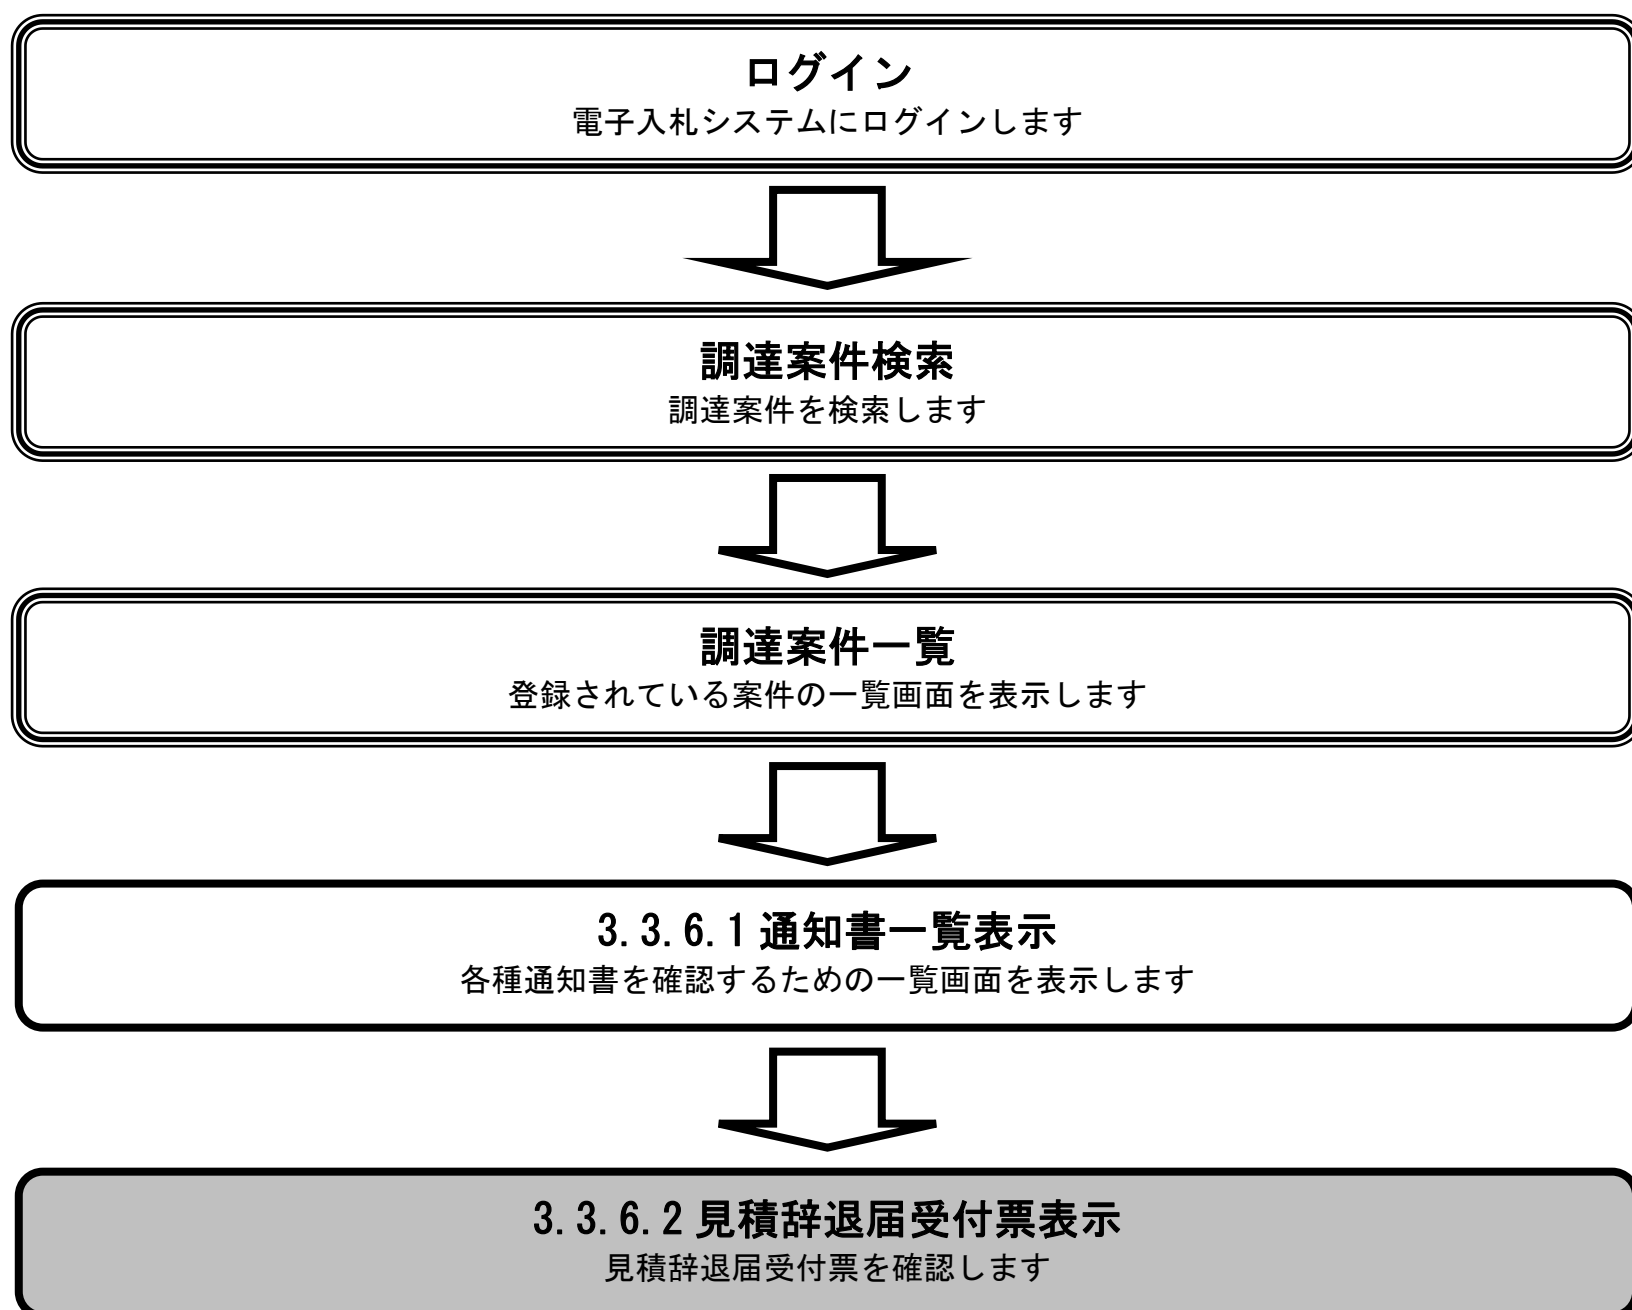 ログイン
電子入札システムにログインします
調達案件検索
調達案件を検索します
調達案件一覧
登録されている案件の一覧画面を表示します
3.3.6.1 通知書一覧表示
各種通知書を確認するための一覧画面を表示します
3.3.6.2 見積辞退届受付票表示
見積辞退届受付票を確認します